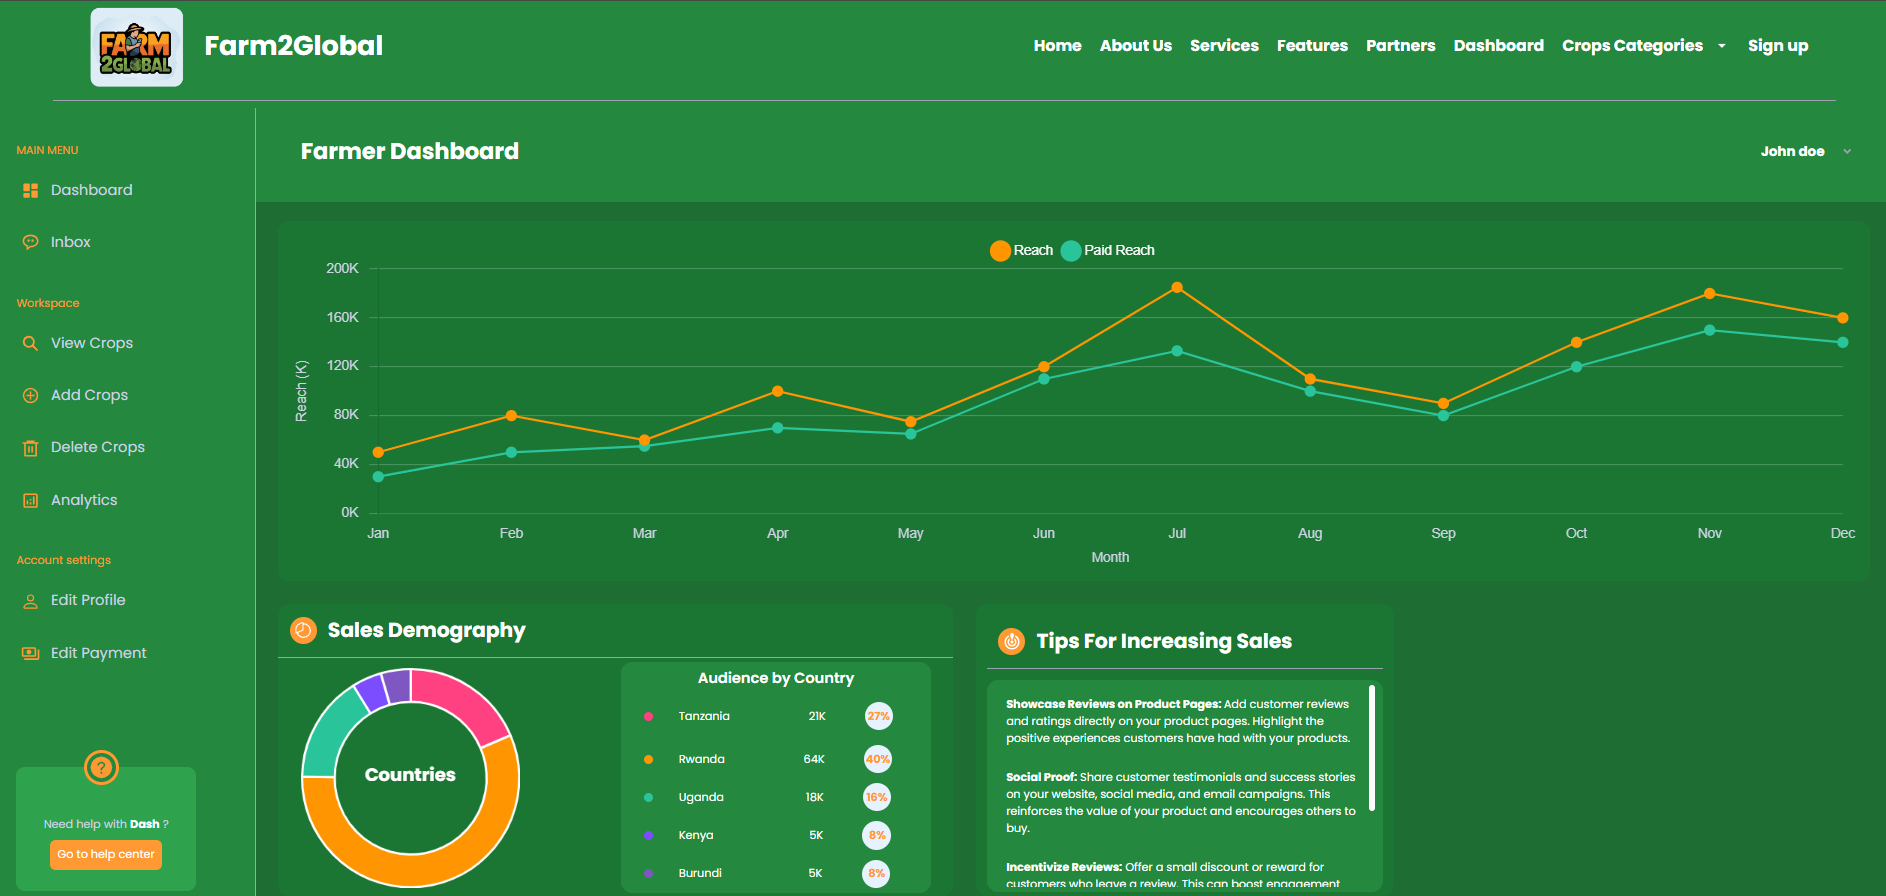 FARM
2GLOBAL
Farm2Global
Home About Us Services Features Partners Dashboard Crops Categories Sign up
MAIN MENU
Dashboard
Inbox
Workspace
View Crops
Add Crops
Delete Crops
Analytics
Account settings
Edit Profile
Edit Payment
?
Need help with Dash ?
Go to help center
Farmer Dashboard
John doe
Reach Paid Reach
Reach (K)
200K
160K
120K
80K
40K
0K
Jan Feb Mar Apr May Jun Jul Aug Sep Oct Nov Dec
Month
Sales Demography
Countries
Audience by Country
Tanzania 21K 27%
Rwanda 64K 40%
Uganda 18K 16%
Kenya 5K 8%
Burundi 5K 8%
Tips For Increasing Sales
Showcase Reviews on Product Pages: Add customer reviews
and ratings directly on your product pages. Highlight the
positive experiences customers have had with your products.
Social Proof: Share customer testimonials and success stories
on your website, social media, and email campaigns. This
reinforces the value of your product and encourages others to
buy.
Incentivize Reviews: Offer a small discount or reward for
customers who leave a review. This can boost engagement